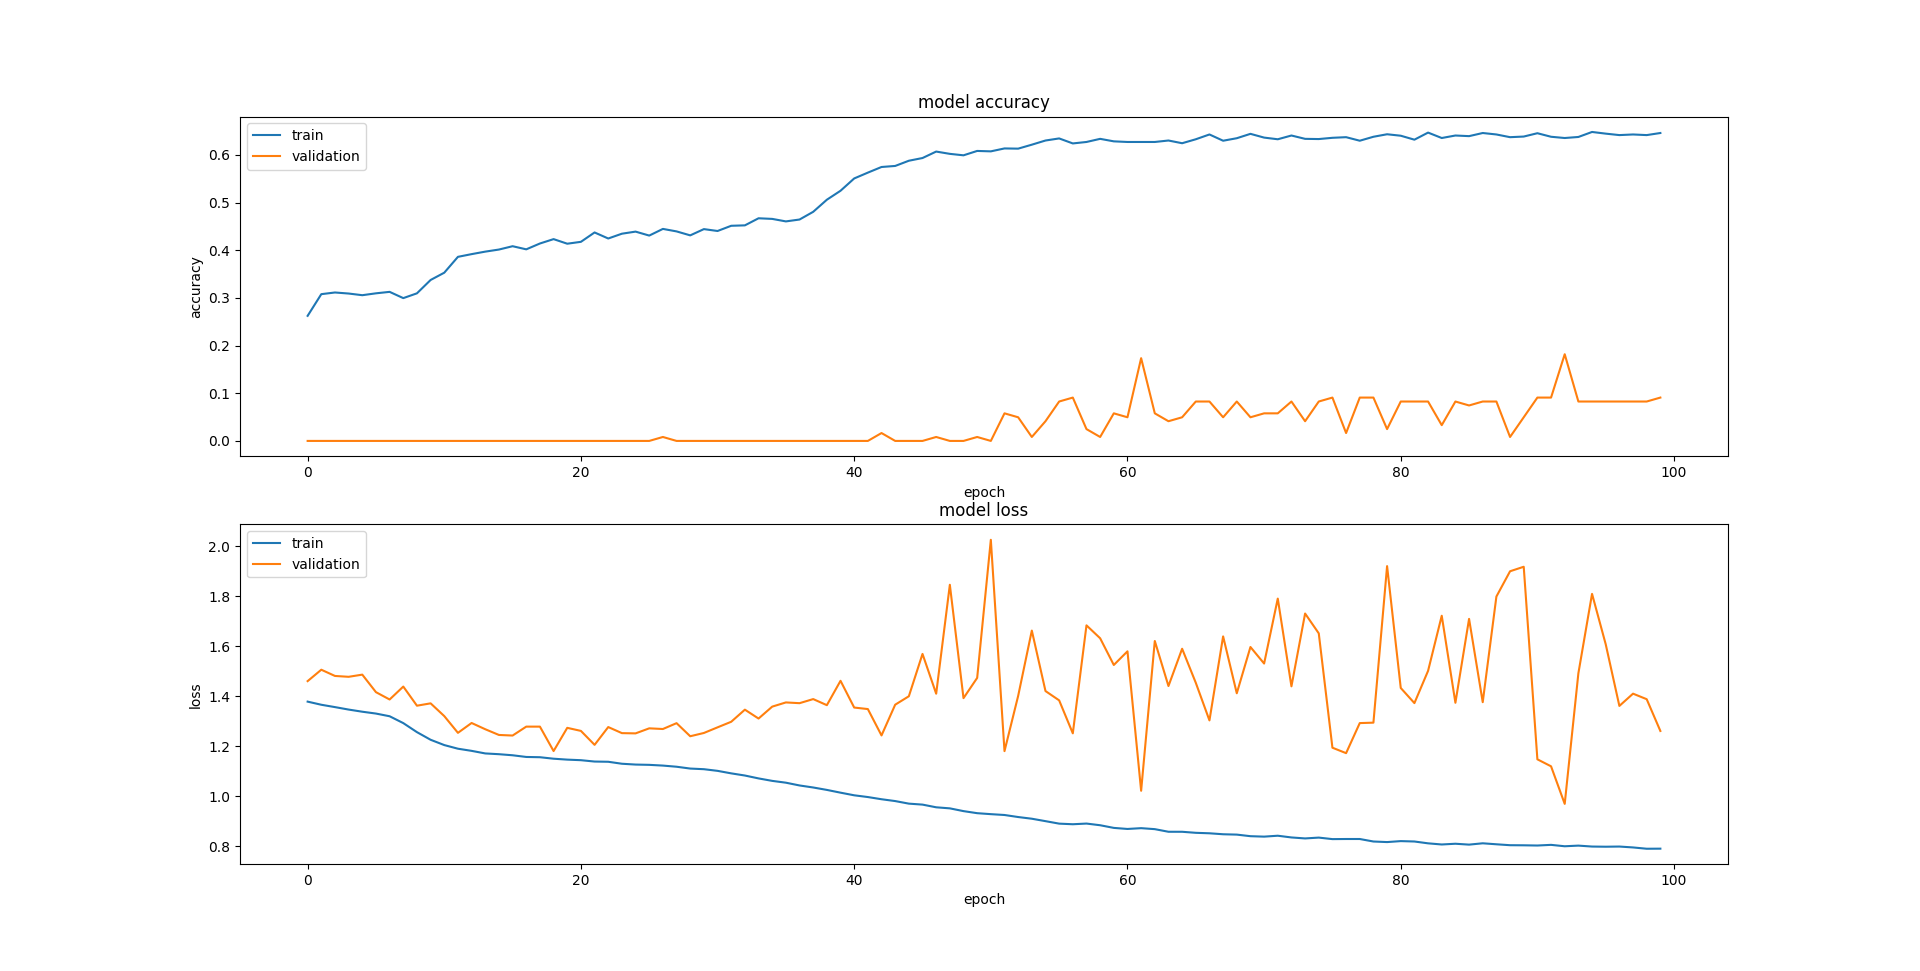 model accuracy
train
validation
0.6
0.5
0.4
0.3
0.2
0.1
0.0
accuracy
0 20 40 60 80 100
epoch
model loss
train
validation
2.0
1.8
1.6
1.4
1.2
1.0
0.8
loss
0 20 40 60 80 100
epoch